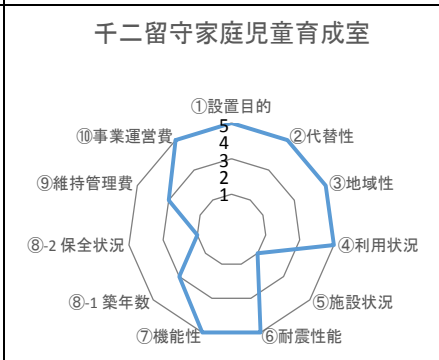 千二留守家庭児童育成室
①設置目的
⑩事業運営費
②代替性
⑨維持管理費
③地域性
⑧-2 保全状況
④利用状況
⑧-1 築年数
⑤施設状況
⑦機能性
⑥耐震性能
5
4
3
2
1